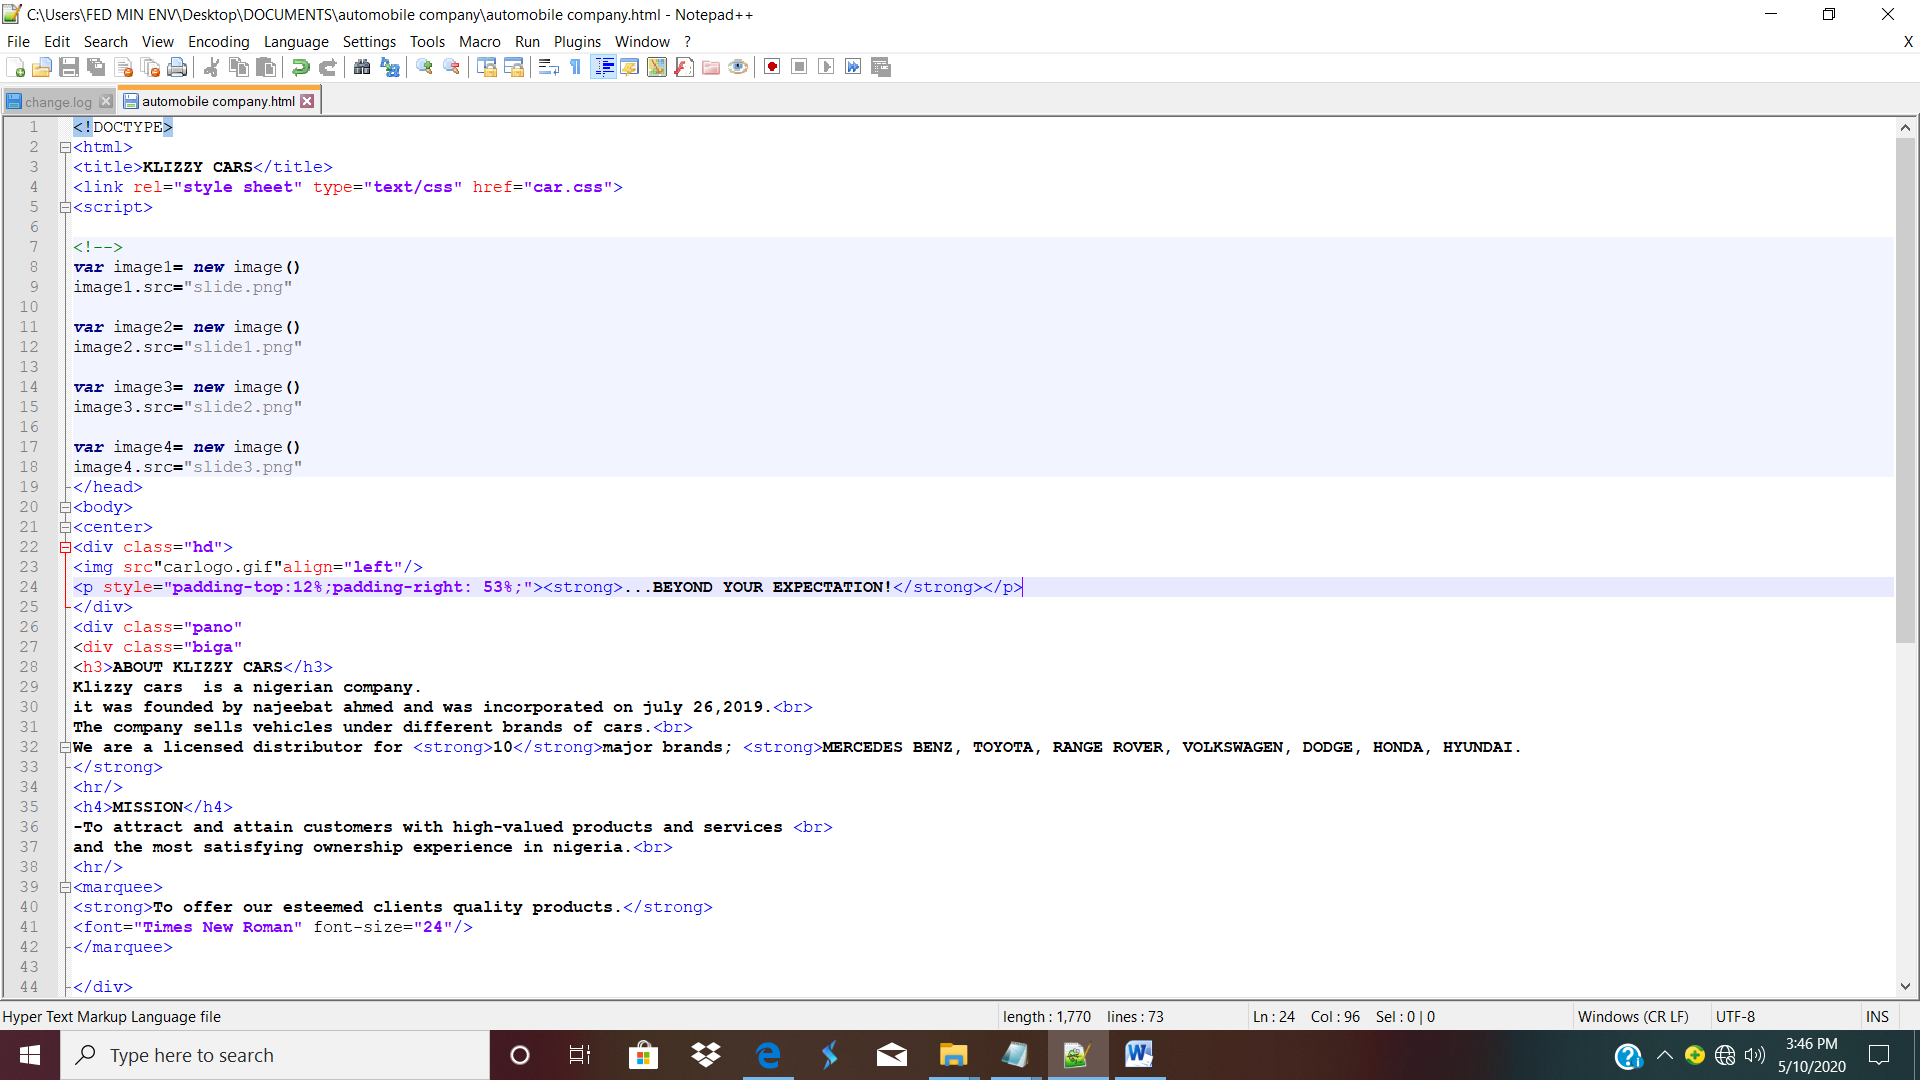 C:\Users\FED MIN ENV\Desktop\DOCUMENTS\automobile company\automobile company.html - Notepad++
File Edit Search View Encoding Language Settings Tools Macro Run Plugins Window ? X
change.log automobile company.html
1 <!DOCTYPE>
2 <html>
3 <title>KLIZZY CARS</title>
4 <link rel="style sheet" type="text/css" href="car.css">
5 <script>
6
7 <!-->
8 var image1= new image()
9 image1.src="slide.png"
10
11 var image2= new image()
12 image2.src="slide1.png"
13
14 var image3= new image()
15 image3.src="slide2.png"
16
17 var image4= new image()
18 image4.src="slide3.png"
19 </head>
20 <body>
21 <center>
22 <div class="hd">
23 <img src"carlogo.gif"align="left"/>
24 <p style="padding-top:12%;padding-right: 53%;"><strong>...BEYOND YOUR EXPECTATION!</strong></p>
25 </div>
26 <div class="pano"
27 <div class="biga"
28 <h3>ABOUT KLIZZY CARS</h3>
29 Klizzy cars  is a nigerian company.
30 it was founded by najeebat ahmed and was incorporated on july 26,2019.<br>
31 The company sells vehicles under different brands of cars.<br>
32 We are a licensed distributor for <strong>10</strong>major brands; <strong>MERCEDES BENZ, TOYOTA, RANGE ROVER, VOLKSWAGEN, DODGE, HONDA, HYUNDAI.
33 </strong>
34 <hr/>
35 <h4>MISSION</h4>
36 -To attract and attain customers with high-valued products and services <br>
37 and the most satisfying ownership experience in nigeria.<br>
38 <hr/>
39 <marquee>
40 <strong>To offer our esteemed clients quality products.</strong>
41 <font="Times New Roman" font-size="24"/>
42 </marquee>
43
44 </div>
Hyper Text Markup Language file length : 1,770 lines : 73 Ln : 24 Col : 96 Sel : 0 | 0 Windows (CR LF) UTF-8 INS
Type here to search
3:46 PM
5/10/2020